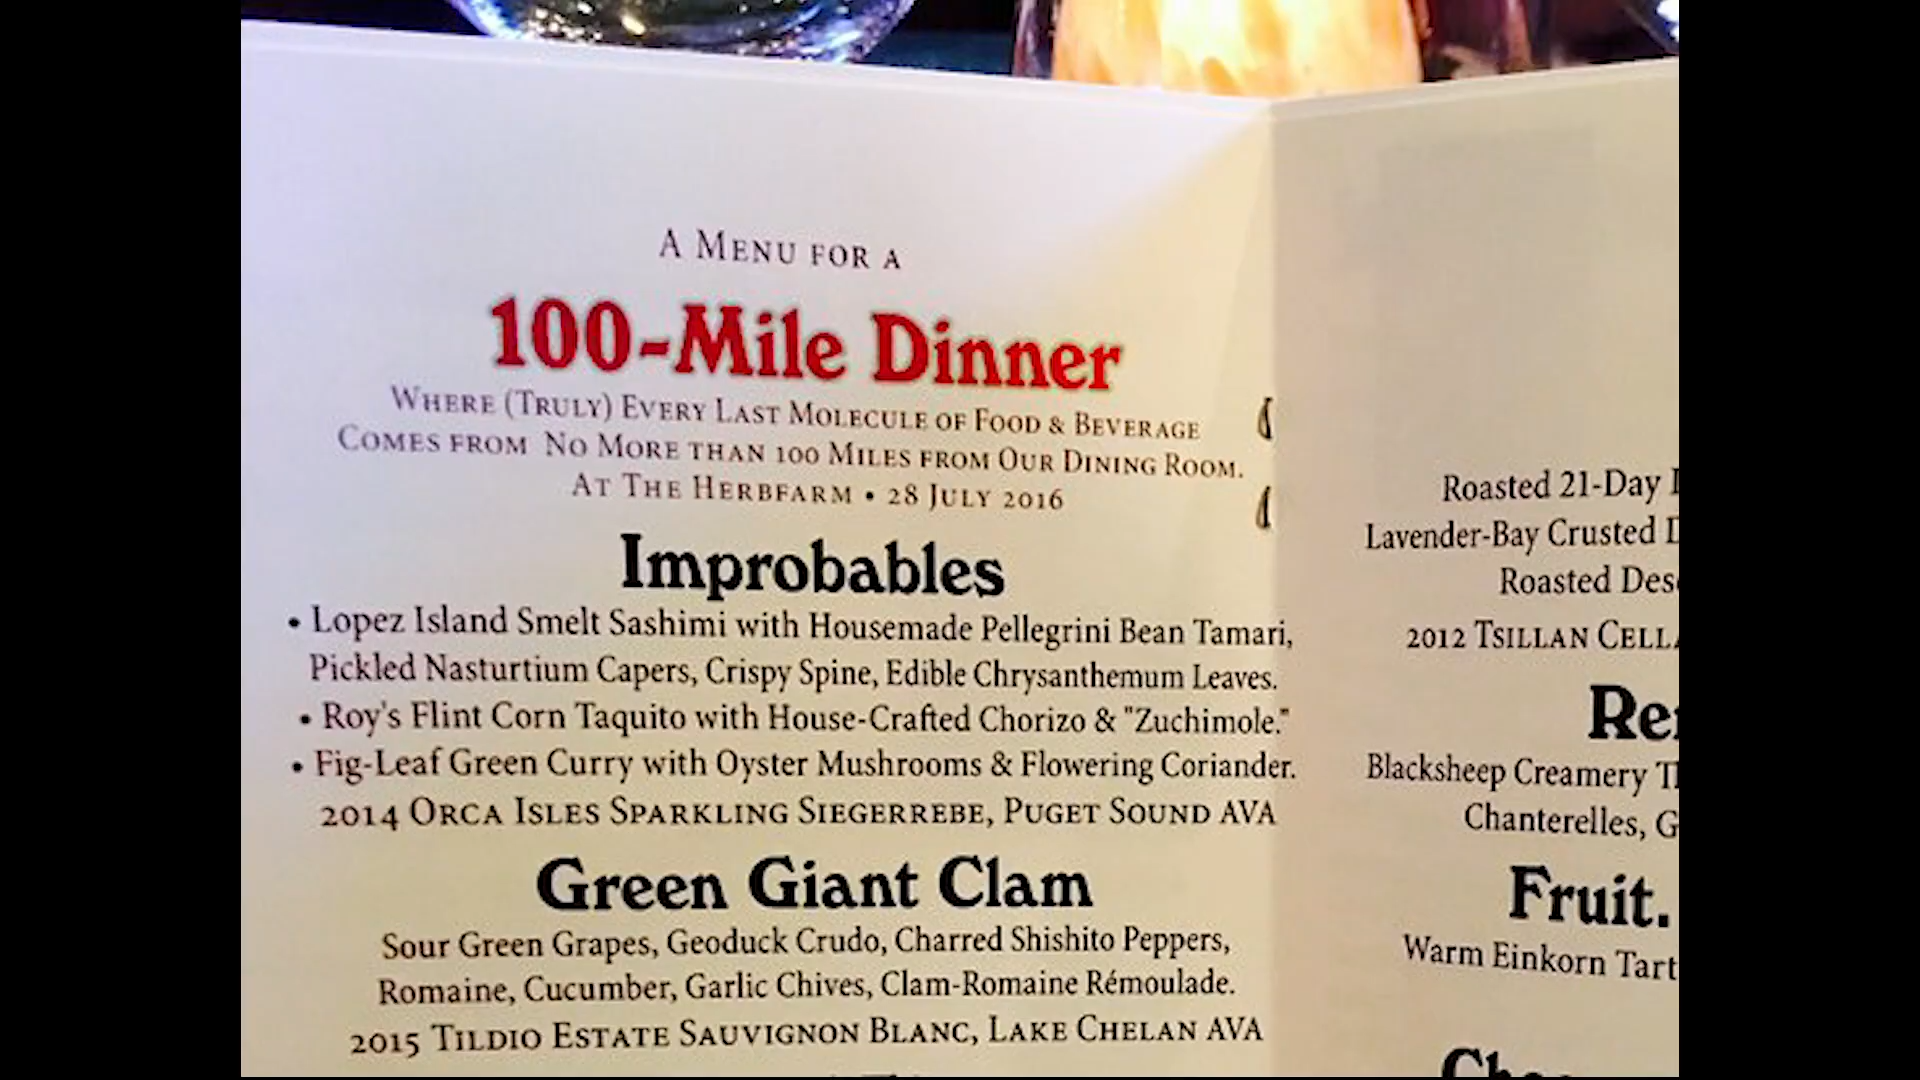 A Menu for a
100-Mile Dinner
Where (Truly) Every Last Molecule of Food & Beverage
Comes from No More than 100 Miles from Our Dining Room.
At The Herbfarm • 28 July 2016
Improbables
• Lopez Island Smelt Sashimi with Housemade Pellegrini Bean Tamari,
Pickled Nasturtium Capers, Crispy Spine, Edible Chrysanthemum Leaves.
• Roy's Flint Corn Taquito with House-Crafted Chorizo & "Zuchimole."
• Fig-Leaf Green Curry with Oyster Mushrooms & Flowering Coriander.
2014 Orca Isles Sparkling Siegerrebe, Puget Sound AVA
Green Giant Clam
Sour Green Grapes, Geoduck Crudo, Charred Shishito Peppers,
Romaine, Cucumber, Garlic Chives, Clam-Romaine Rémoulade.
2015 Tildio Estate Sauvignon Blanc, Lake Chelan AVA
Roasted 21-Day
Lavender-Bay Crusted
Roasted
2012 Tsillan
Blacksheep Creamery
Chanterelles,
Fruit.
Warm Einkorn